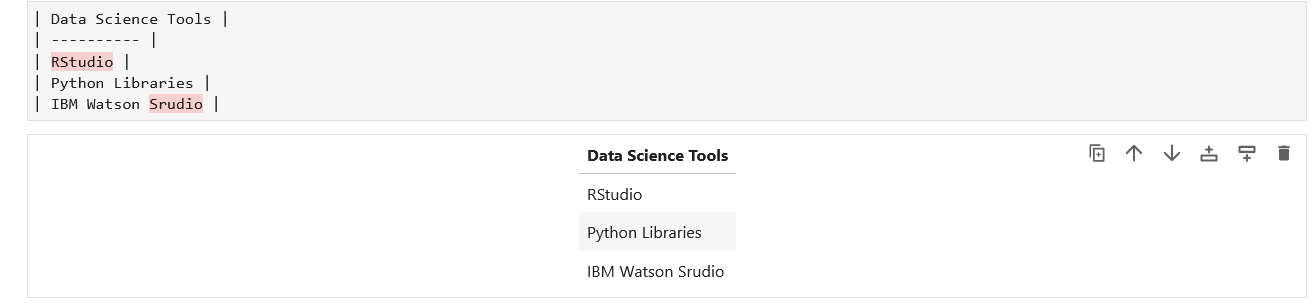 | Data Science Tools |
| ---------- |
| RStudio |
| Python Libraries |
| IBM Watson Srudio |
Data Science Tools
RStudio
Python Libraries
IBM Watson Srudio